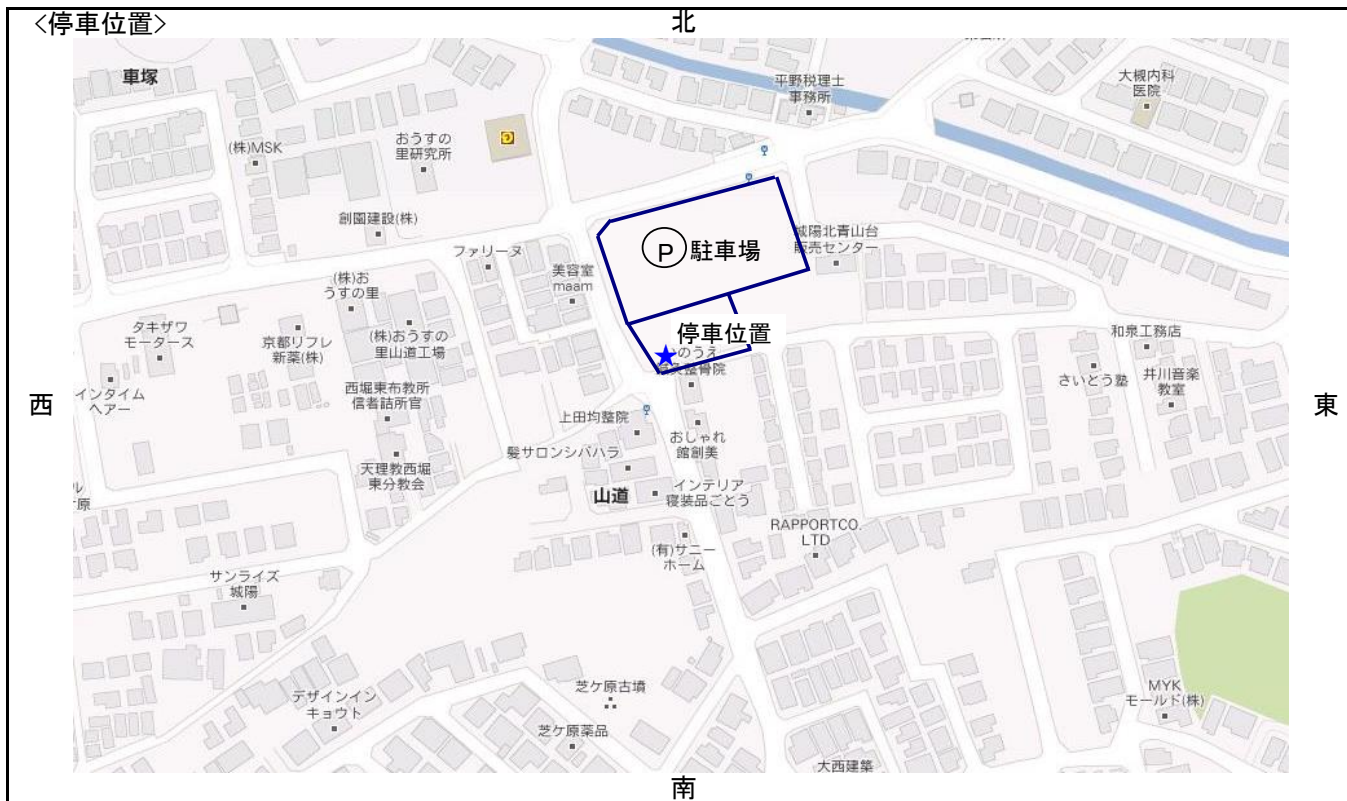 <停車位置>
北
車塚
平野税理士
事務所
大槻内科
医院
(株)MSK
おうすの
里研究所
創園建設(株)
P
駐車場
城陽北青山台
販売センター
ファリーヌ
美容室
maam
(株)お
うすの里
停車位置
タキザワ
モータース
京都リフレ
新薬(株)
(株)おうすの
里山道工場
のうえ
整骨院
和泉工務店
さいとう塾
井川音楽
教室
インタイム
ヘアー
西堀東布教所
信者詰所官
西
東
上田均整院
おしゃれ
館創美
髪サロンシバハラ
天理教西堀
東分教会
ル
原
山道
インテリア
寝装品ごとう
RAPPORTCO.
LTD
(有)サニー
ホーム
サンライズ
城陽
デザインイン
キョウト
芝ケ原古墳
MYK
モールド(株)
芝ケ原薬品
大西建築
南